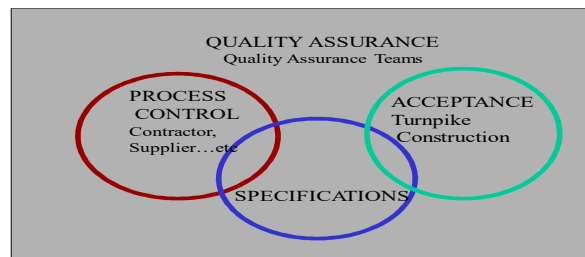 QUALITY ASSURANCE
Quality Assurance Teams
PROCESS
CONTROL
Contractor,
Supplier…etc
ACCEPTANCE
Turnpike
Construction
SPECIFICATIONS